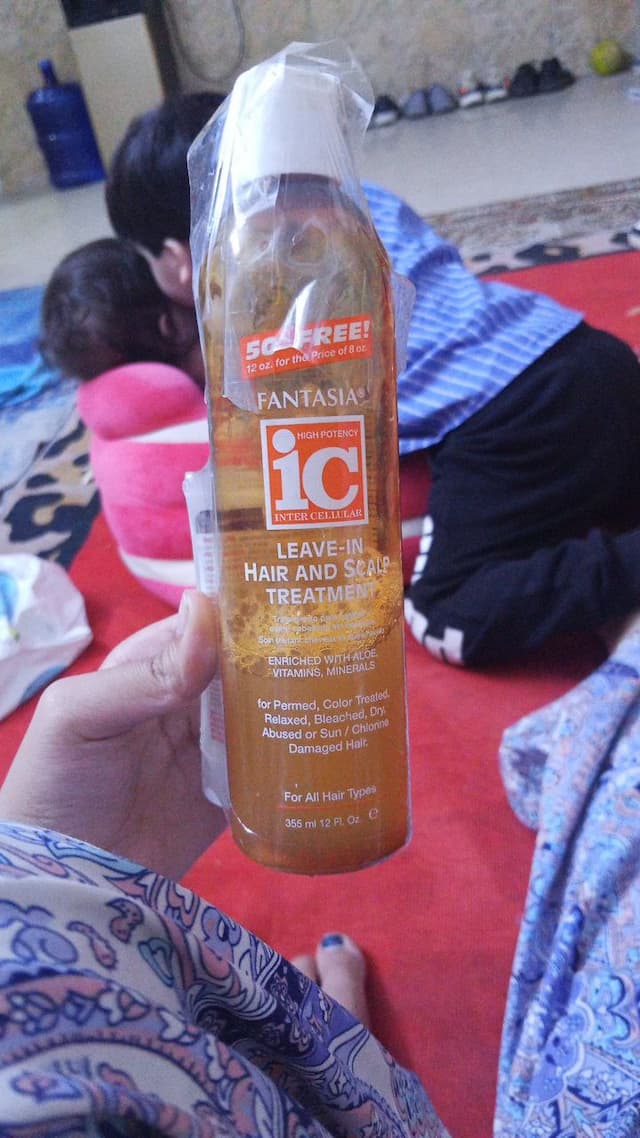 50% FREE!
12 oz. for the Price of 8 oz.
FANTASIA®
HIGH POTENCY
ic
INTER CELLULAR
LEAVE-IN
HAIR AND SCALP
TREATMENT
ENRICHED WITH ALOE
VITAMINS, MINERALS
for Permed, Color Treated,
Relaxed, Bleached, Dry,
Abused or Sun / Chlorine
Damaged Hair.
For All Hair Types
355 ml 12 Fl. Oz. e